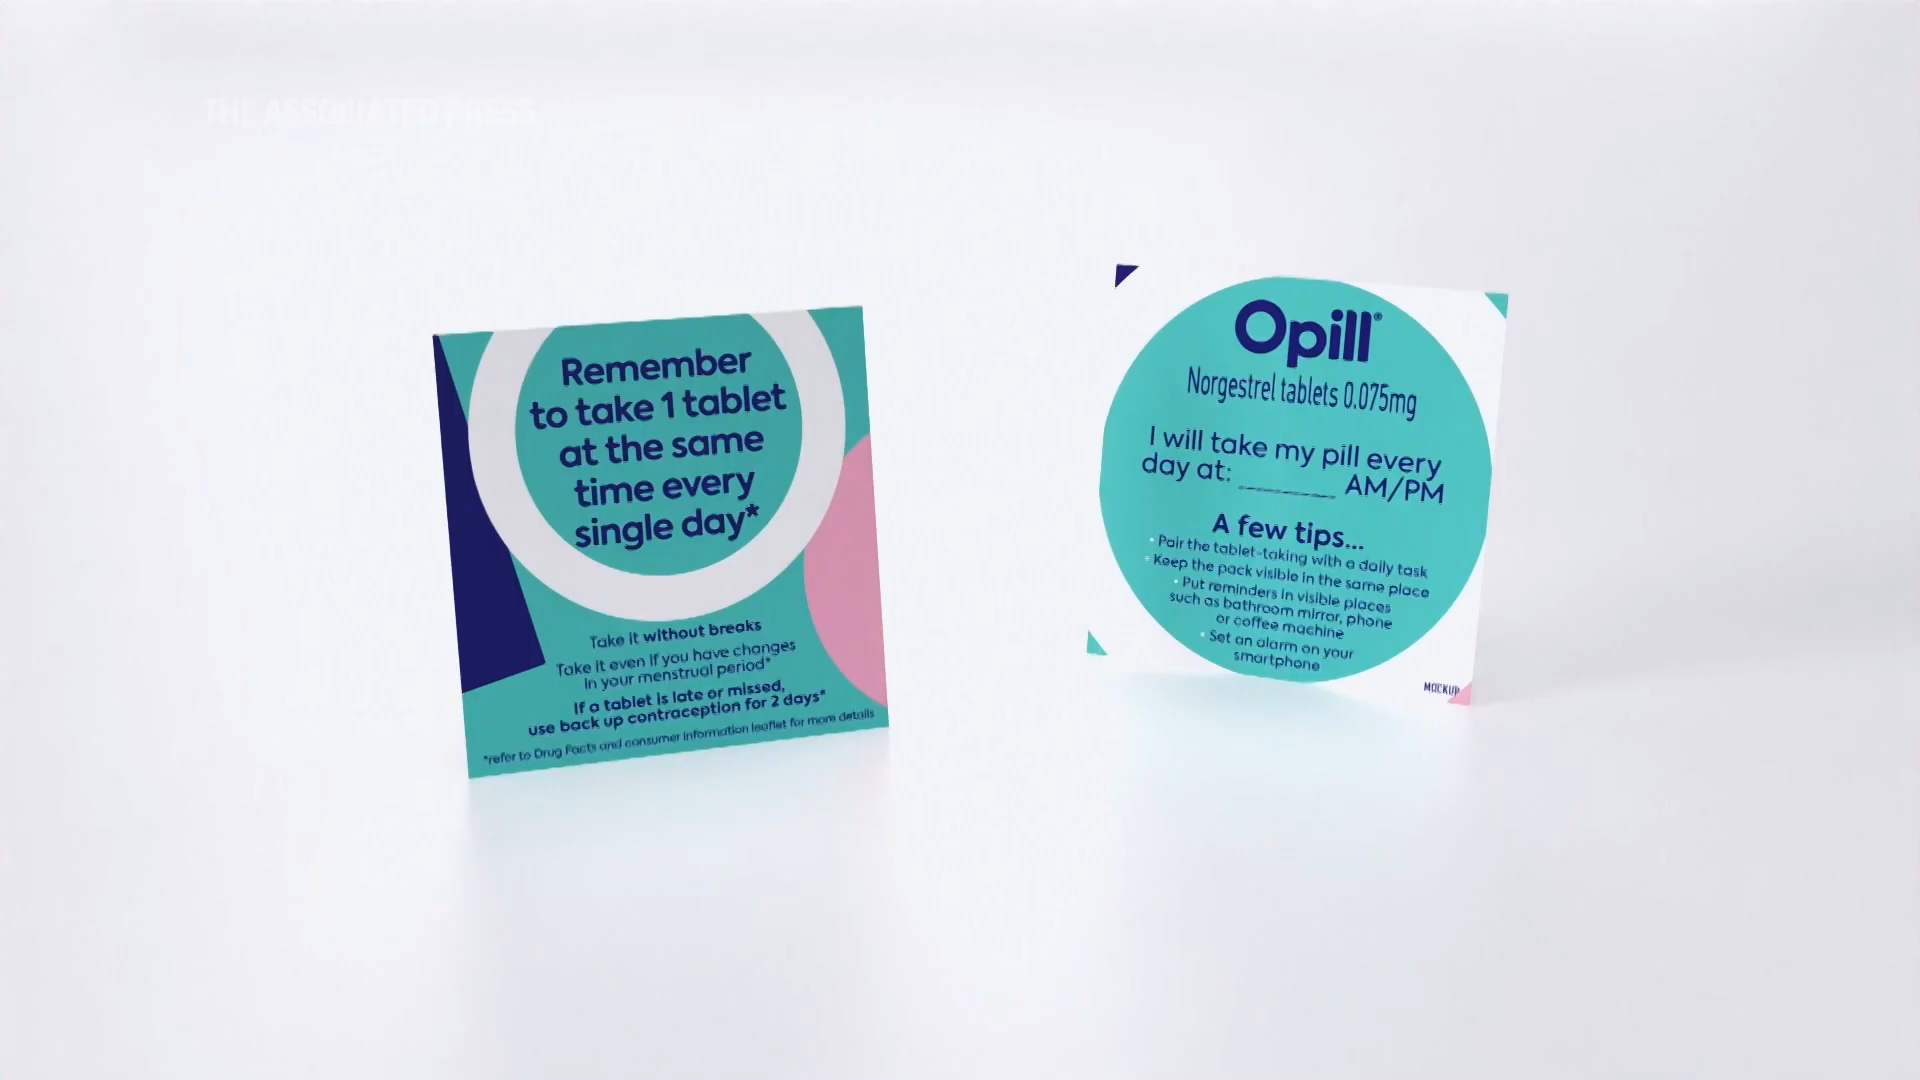 THE ASSOCIATED PRESS
Remember
to take 1 tablet
at the same
time every
single day*
Take it without breaks
Take it even if you have changes
in your menstrual period*
If a tablet is late or missed,
use back up contraception for 2 days*
*refer to Drug Facts and consumer information leaflet for more details
Opill®
Norgestrel tablets 0.075mg
I will take my pill every
day at: ________ AM/PM
A few tips...
• Pair the tablet-taking with a daily task
• Keep the pack visible in the same place
• Put reminders in visible places
such as bathroom mirror, phone
or coffee machine
• Set an alarm on your
smartphone
MOCKUP